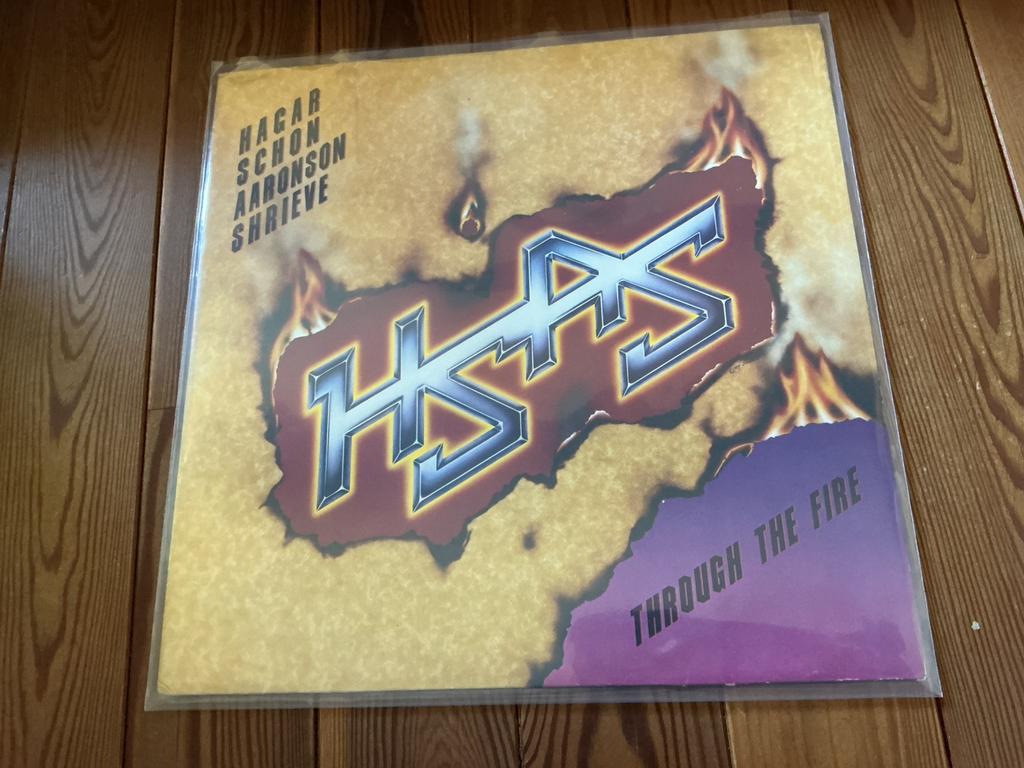 HAGAR
SCHON
AARONSON
SHRIEVE
HSAS
THROUGH THE FIRE